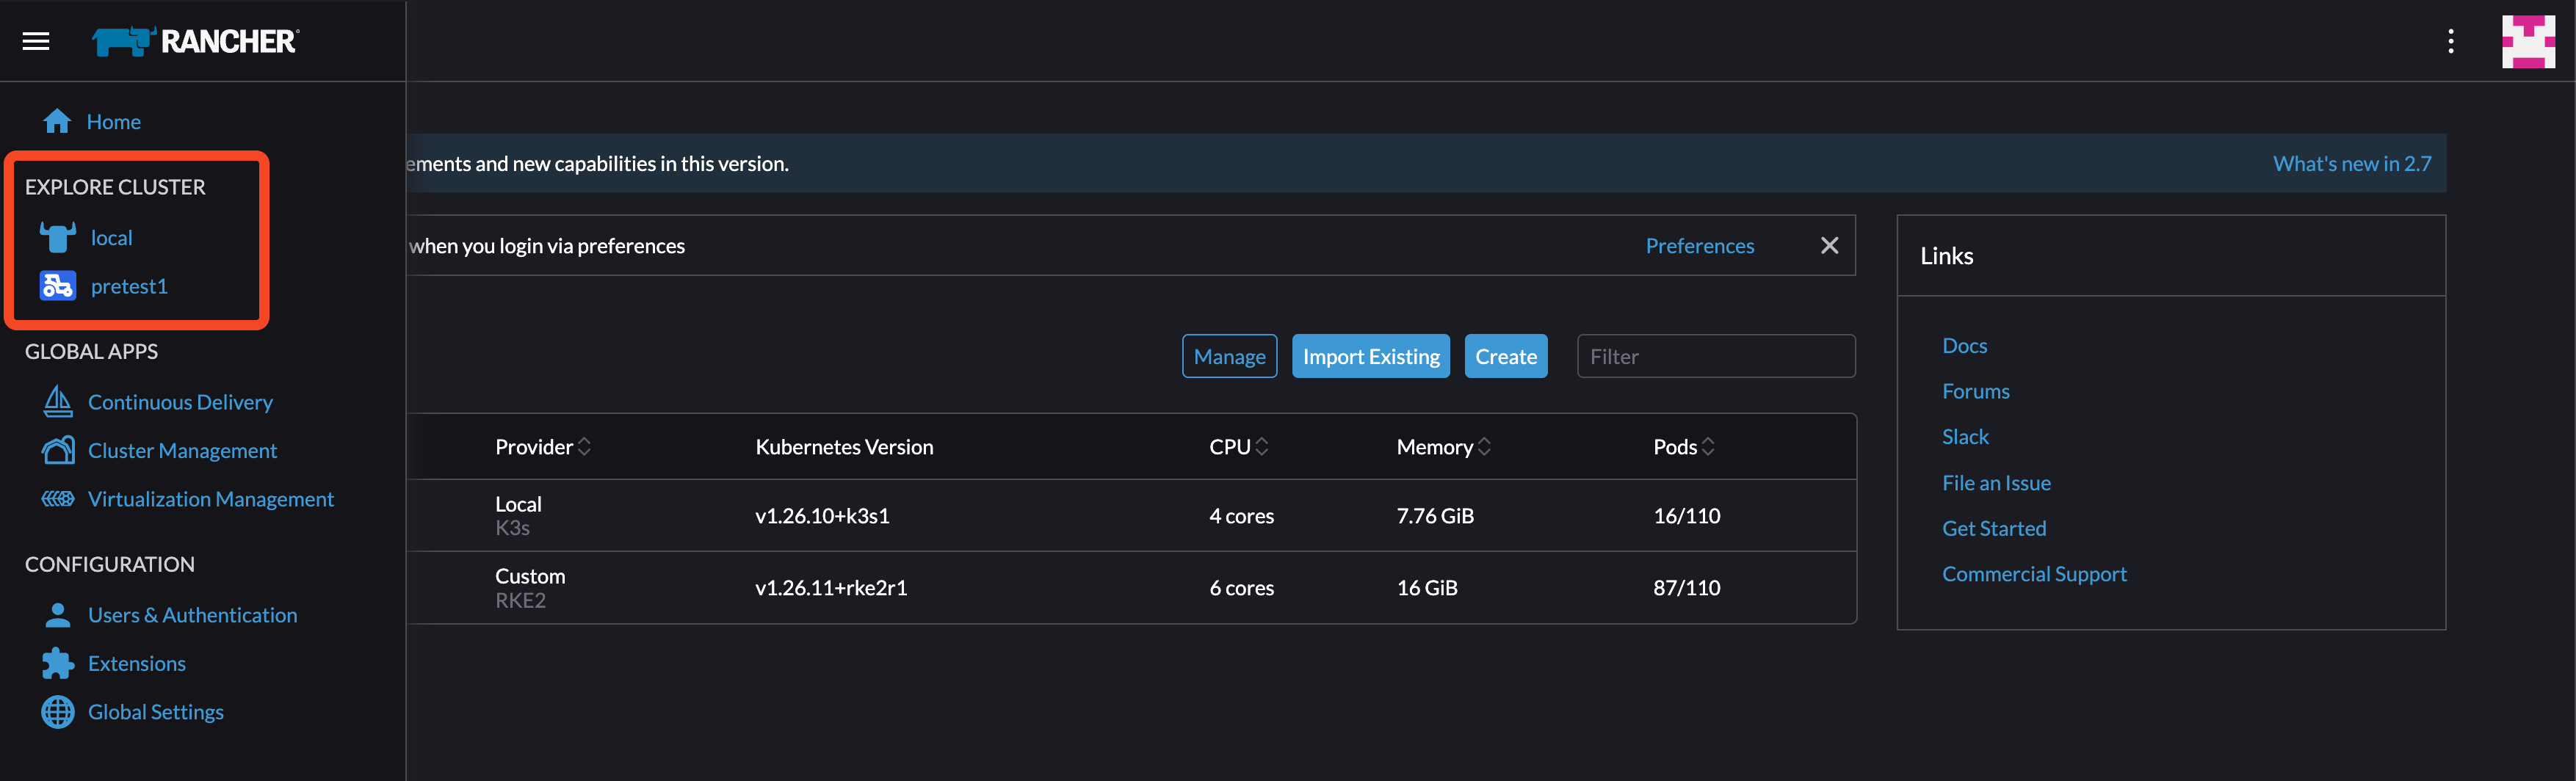 RANCHER
Home
EXPLORE CLUSTER
local
pretest1
GLOBAL APPS
Continuous Delivery
Cluster Management
Virtualization Management
CONFIGURATION
Users & Authentication
Extensions
Global Settings
ements and new capabilities in this version.
What's new in 2.7
when you login via preferences
Preferences
Manage
Import Existing
Create
Filter
Provider
Kubernetes Version
CPU
Memory
Pods
Local
K3s
v1.26.10+k3s1
4 cores
7.76 GiB
16/110
Custom
RKE2
v1.26.11+rke2r1
6 cores
16 GiB
87/110
Links
Docs
Forums
Slack
File an Issue
Get Started
Commercial Support